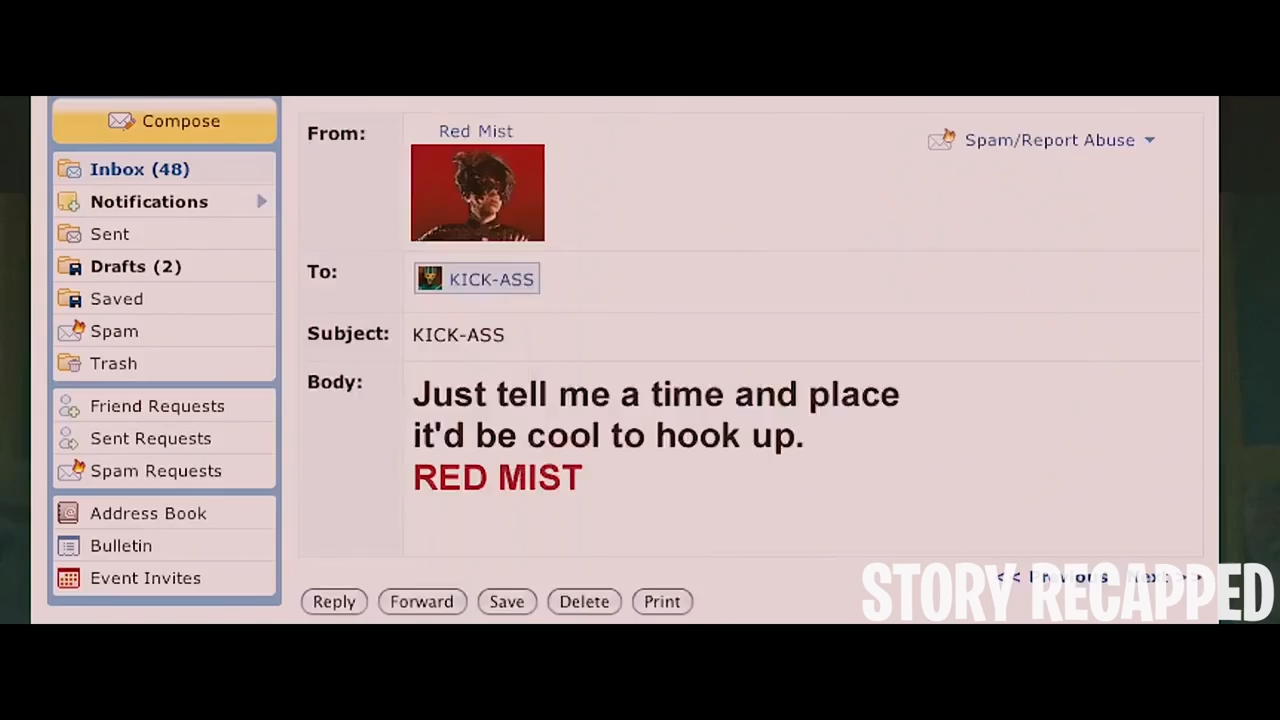 Compose
Inbox (48)
Notifications
Sent
Drafts (2)
Saved
Spam
Trash
Friend Requests
Sent Requests
Spam Requests
Address Book
Bulletin
Event Invites
From:
Red Mist
Spam/Report Abuse
To:
KICK-ASS
Subject:
KICK-ASS
Body:
Just tell me a time and place
it'd be cool to hook up.
RED MIST
<< Previous Next >>
Reply Forward Save Delete Print
STORY RECAPPED